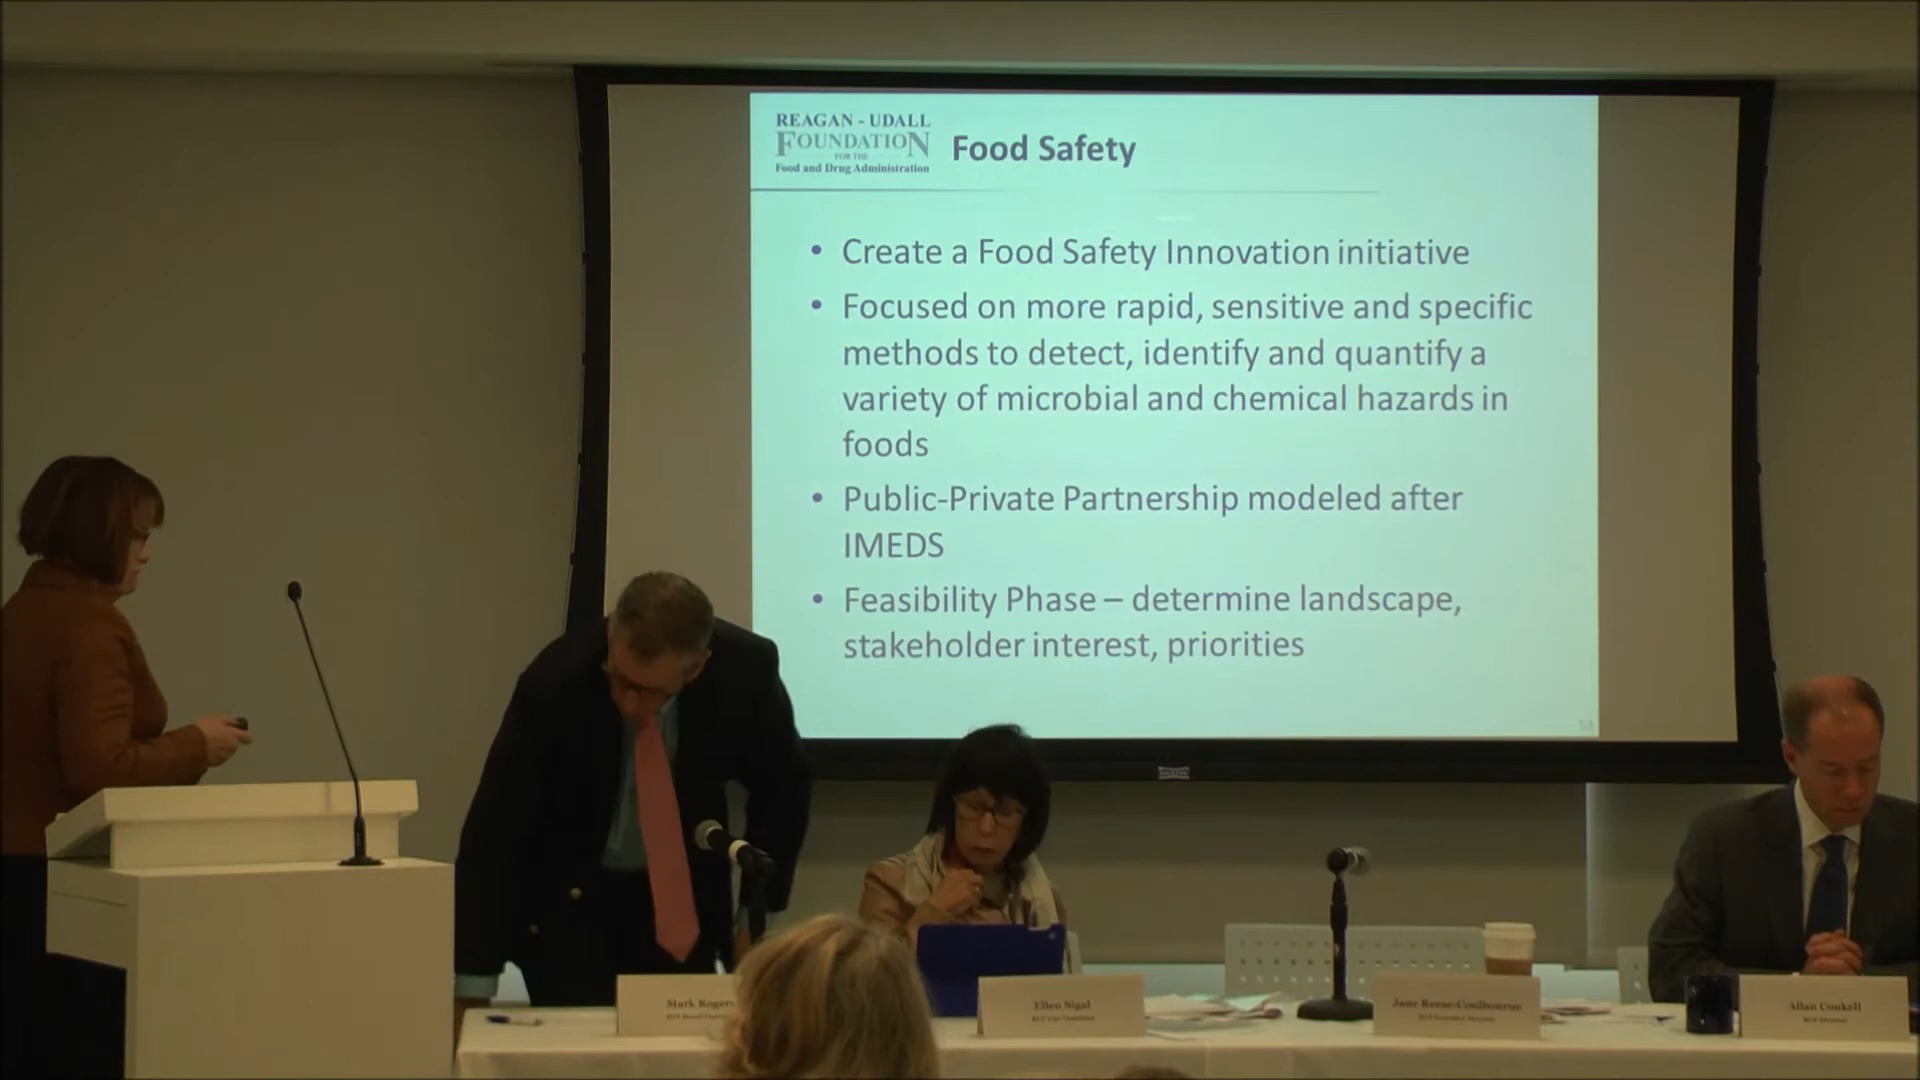 REAGAN - UDALL
FOUNDATION
FOR THE
Food and Drug Administration
Food Safety
• Create a Food Safety Innovation initiative
• Focused on more rapid, sensitive and specific
methods to detect, identify and quantify a
variety of microbial and chemical hazards in
foods
• Public-Private Partnership modeled after
IMEDS
• Feasibility Phase – determine landscape,
stakeholder interest, priorities
53
Mark Rogers
Ellen Sigal
Jane Reese-Coulbourne
Allan Coukell